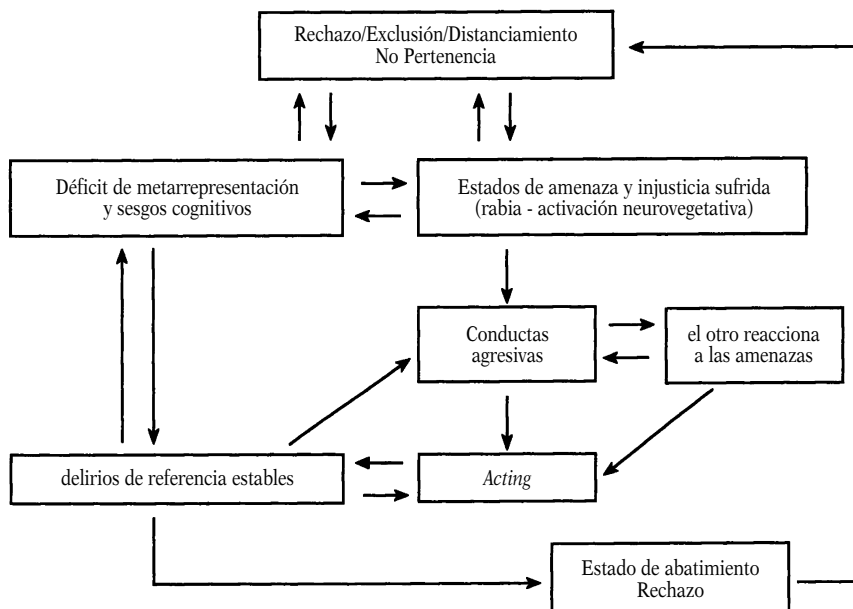 Rechazo/Exclusión/Distanciamiento
No Pertenencia
Déficit de metarrepresentación
y sesgos cognitivos
Estados de amenaza y injusticia sufrida
(rabia - activación neurovegetativa)
Conductas
agresivas
el otro reacciona
a las amenazas
delirios de referencia estables
Acting
Estado de abatimiento
Rechazo